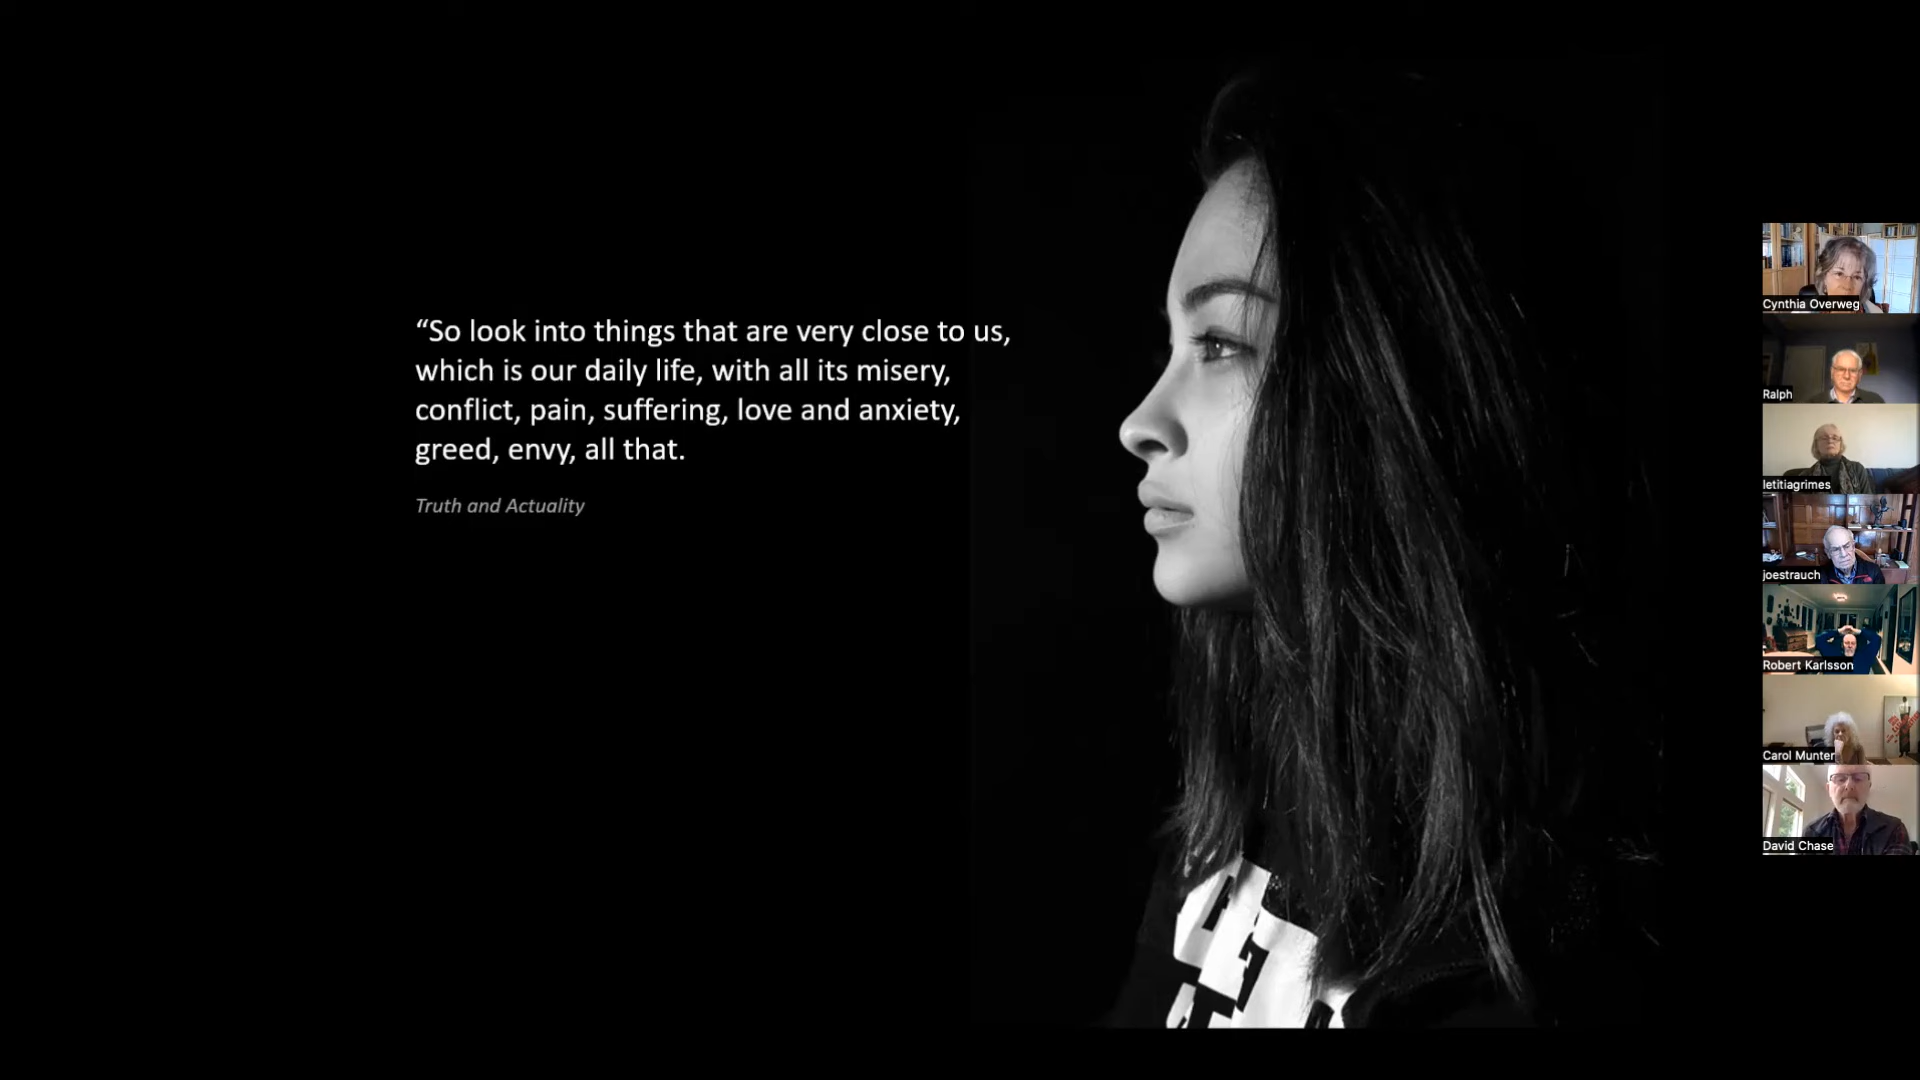 “So look into things that are very close to us,
which is our daily life, with all its misery,
conflict, pain, suffering, love and anxiety,
greed, envy, all that.
Truth and Actuality
Cynthia Overweg
Ralph
letitiagrimes
joestrauch
Robert Karlsson
Carol Munter
David Chase